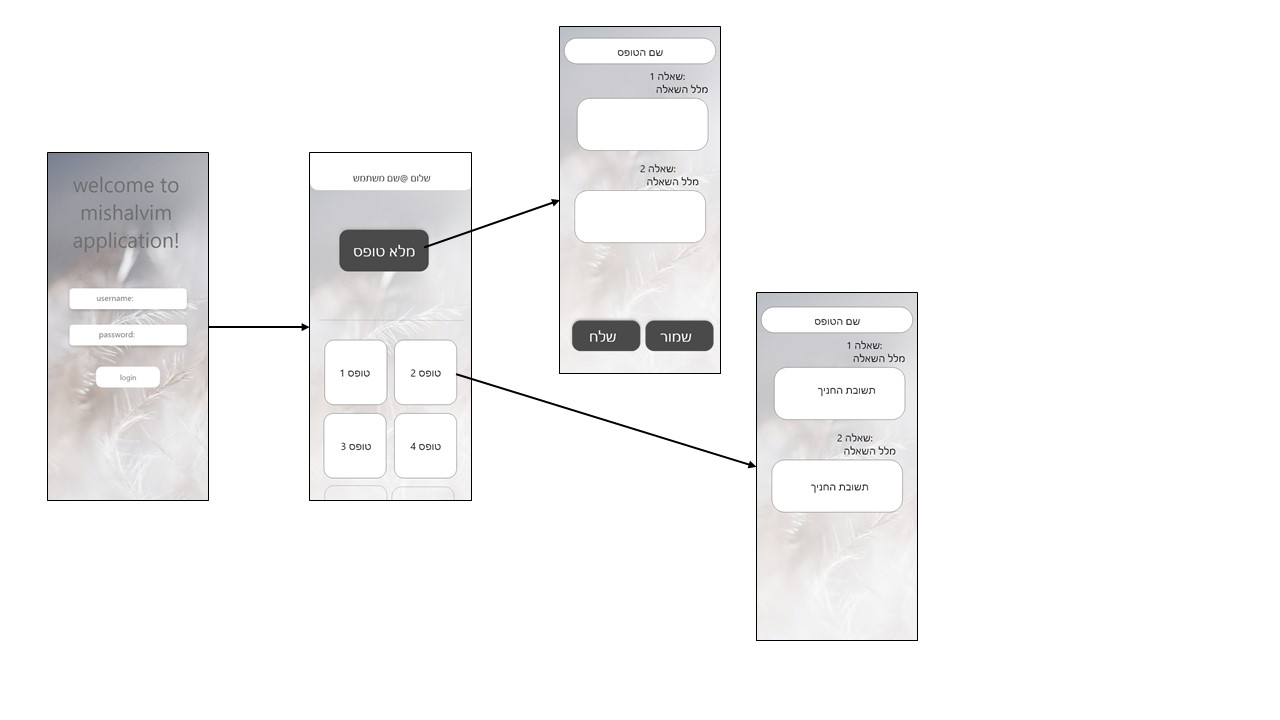 welcome to
mishalvim
application!
username:
password:
login
שלום @שם משתמש
מלא טופס
טופס 1
טופס 2
טופס 3
טופס 4
שם הטופס
שאלה 1:
מלל השאלה
שאלה 2:
מלל השאלה
שלח
שמור
שם הטופס
שאלה 1:
מלל השאלה
תשובת החניך
שאלה 2:
מלל השאלה
תשובת החניך